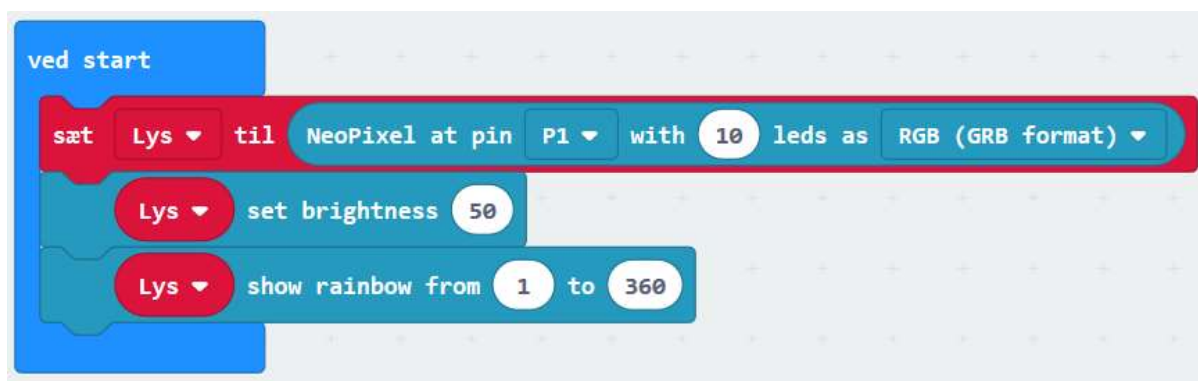 ved start
sæt Lys til NeoPixel at pin P1 with 10 leds as RGB (GRB format)
Lys set brightness 50
Lys show rainbow from 1 to 360